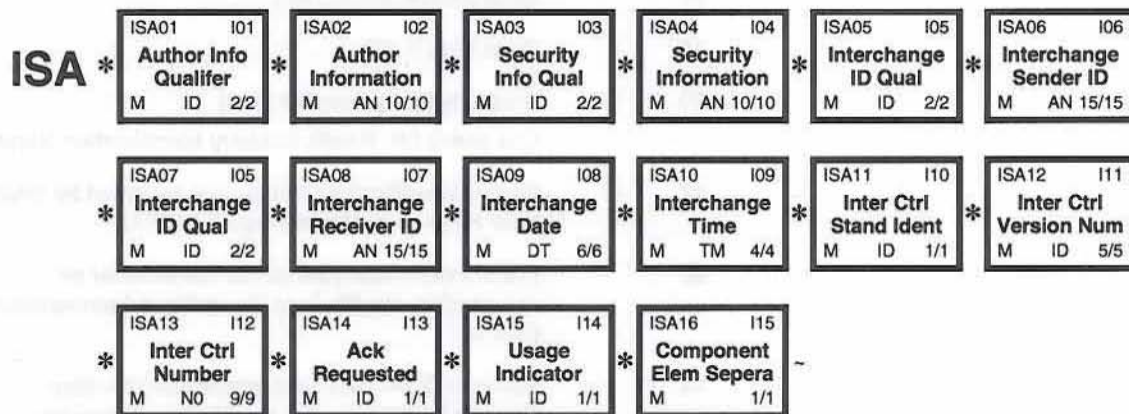 ISA01 I01 ISA02 I02 ISA03 I03 ISA04 I04 ISA05 I05 ISA06 I06
ISA * Author Info * Author * Security * Security * Interchange * Interchange
Qualifer Information Info Qual Information ID Qual Sender ID
M ID 2/2 M AN 10/10 M ID 2/2 M AN 10/10 M ID 2/2 M AN 15/15
ISA07 I05 ISA08 I07 ISA09 I08 ISA10 I09 ISA11 I10 ISA12 I11
* Interchange * Interchange * Interchange * Interchange * Inter Ctrl * Inter Ctrl
ID Qual Receiver ID Date Time Stand Ident Version Num
M ID 2/2 M AN 15/15 M DT 6/6 M TM 4/4 M ID 1/1 M ID 5/5
ISA13 I12 ISA14 I13 ISA15 I14 ISA16 I15
* Inter Ctrl * Ack * Usage * Component ~
Number Requested Indicator Elem Sepera
M N0 9/9 M ID 1/1 M ID 1/1 M 1/1